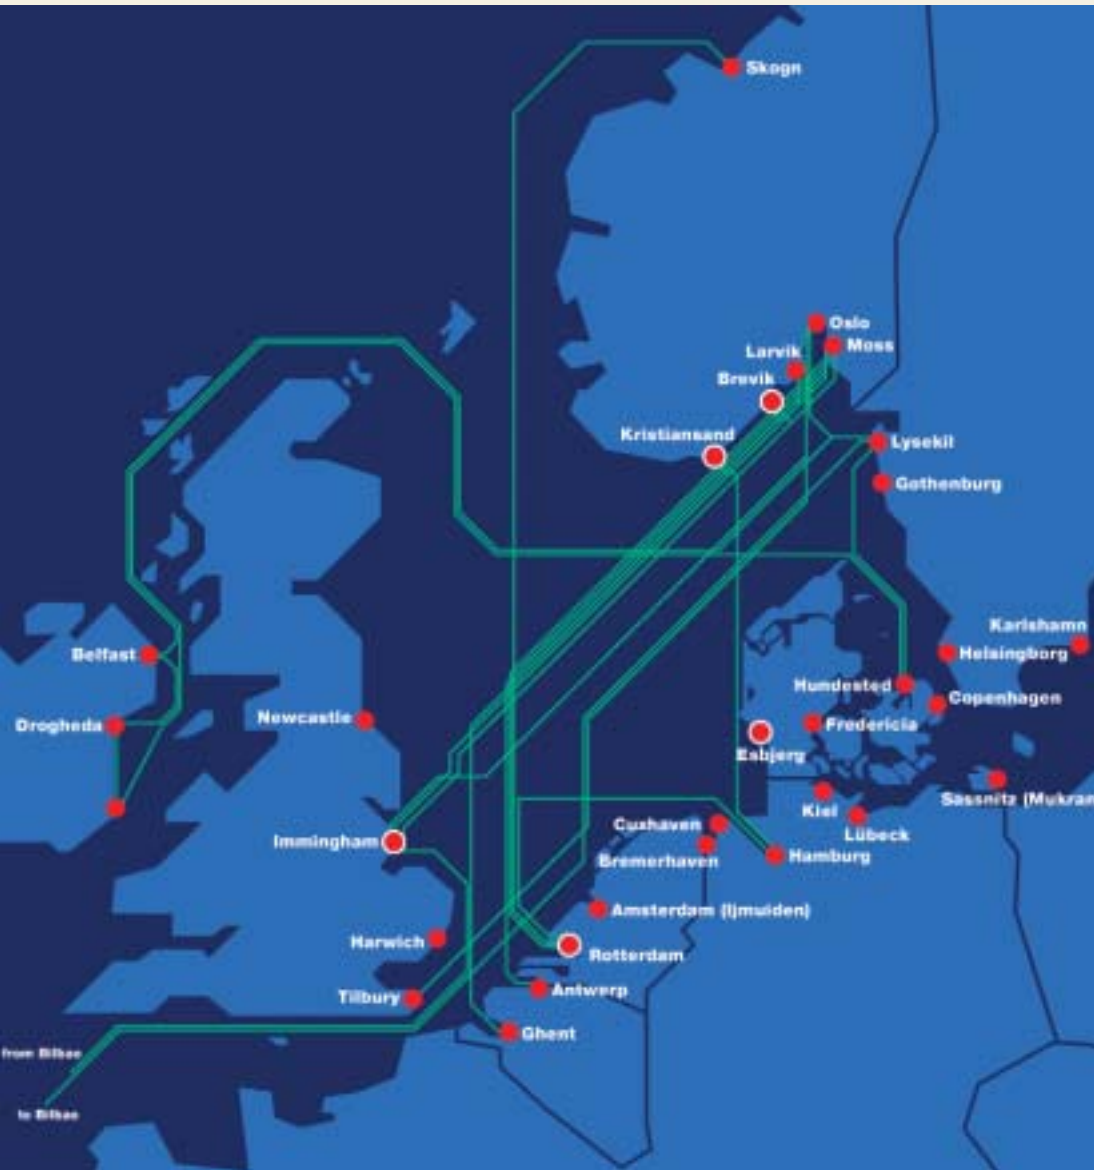 Skogn
Oslo
Moss
Larvik
Brevik
Kristiansand
Lysekil
Gothenburg
Karlshamn
Helsingborg
Belfast
Hundested
Copenhagen
Drogheda
Newcastle
Fredericia
Esbjerg
Sassnitz (Mukran
Kiel
Cuxhaven
Lübeck
Immingham
Bremerhaven
Hamburg
Amsterdam (Ijmuiden)
Harwich
Rotterdam
Tilbury
Antwerp
Ghent
from Bilbao
to Bilbao